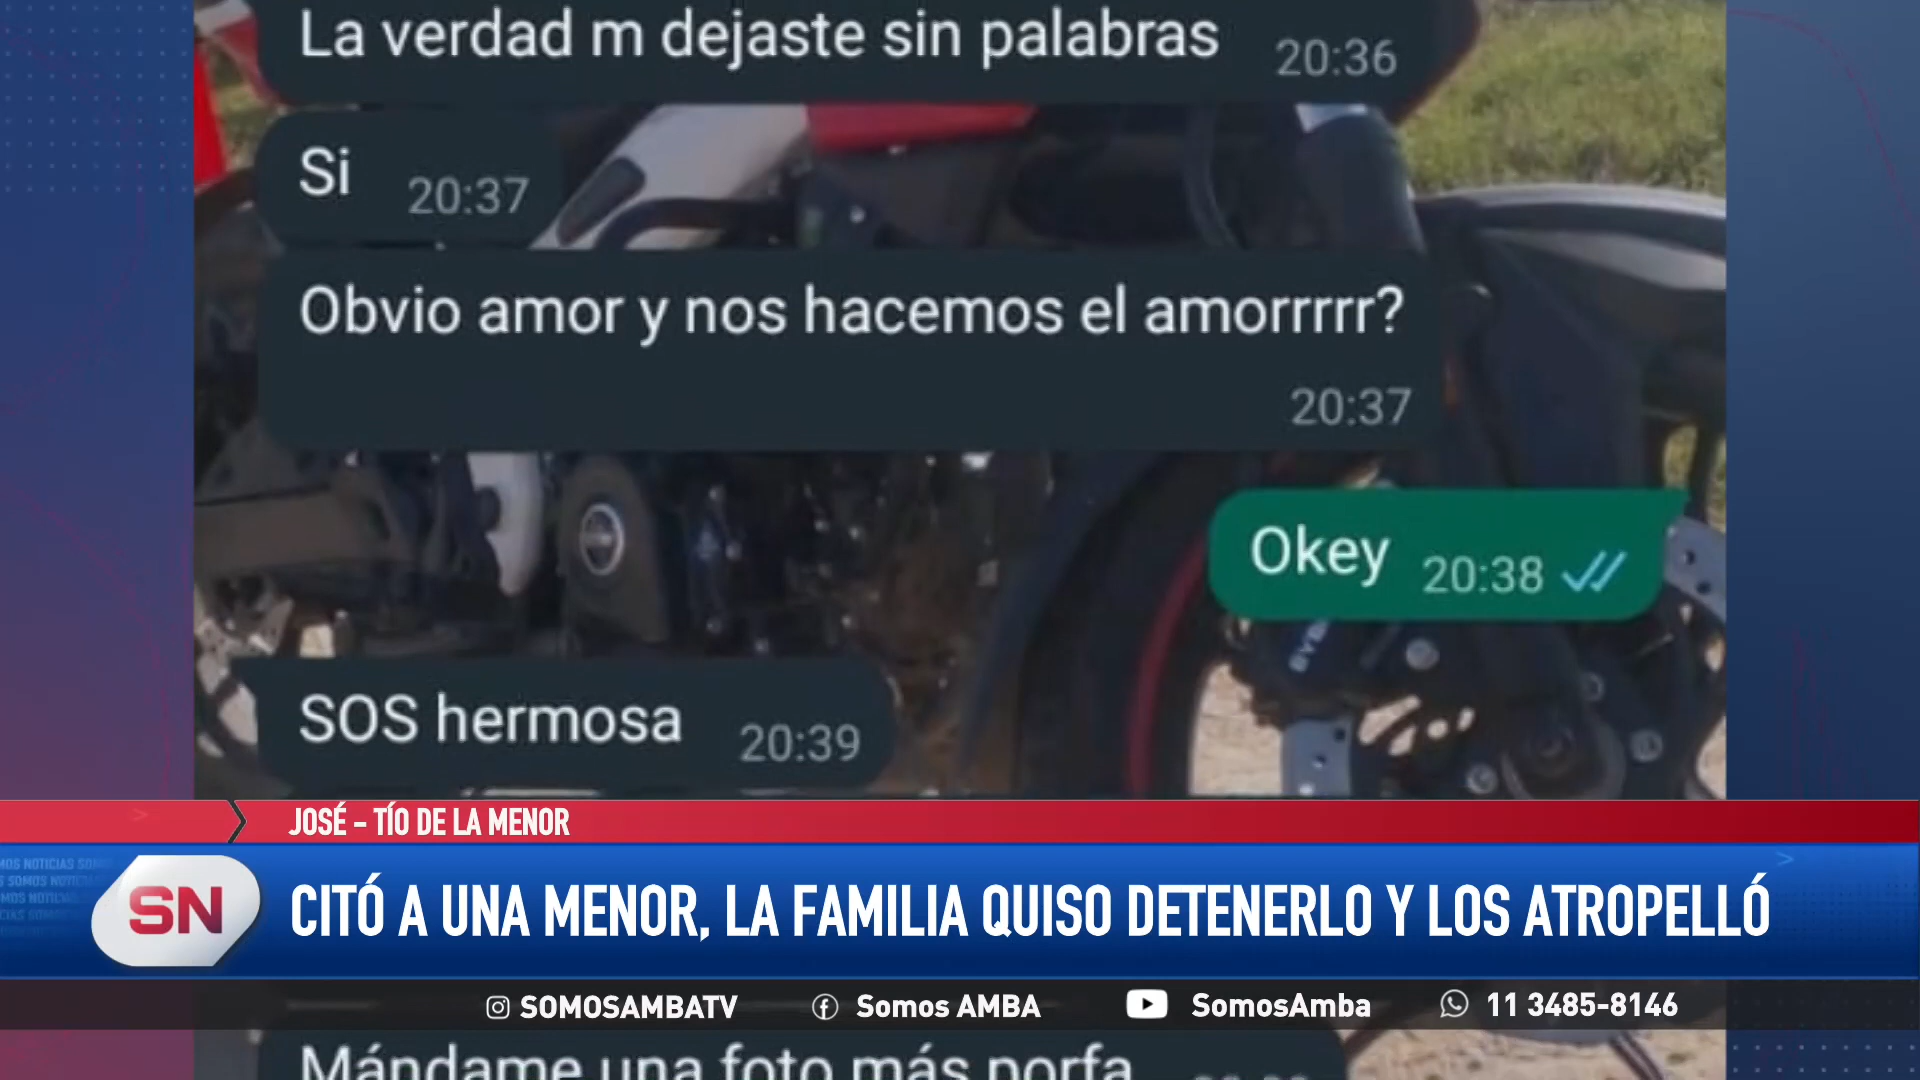 La verdad m dejaste sin palabras 20:36
Si 20:37
Obvio amor y nos hacemos el amorrrrr?
20:37
Okey 20:38
SOS hermosa 20:39
JOSÉ - TÍO DE LA MENOR
SN
CITÓ A UNA MENOR, LA FAMILIA QUISO DETENERLO Y LOS ATROPELLÓ
SOMOSAMBATV Somos AMBA SomosAmba 11 3485-8146
Mándame una foto más porfa